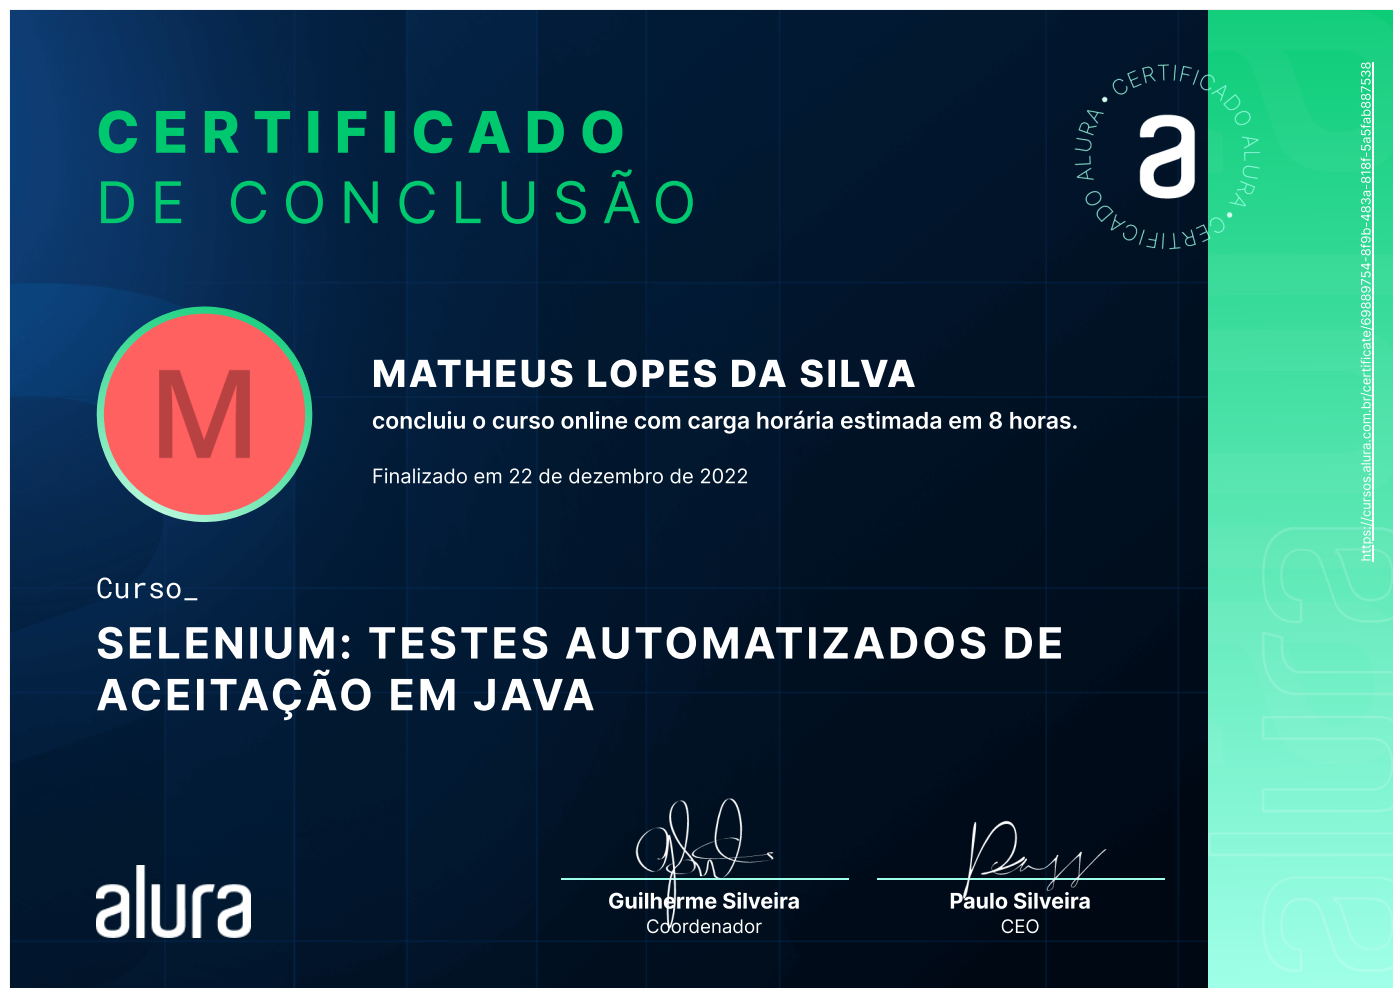 CERTIFICADO
DE CONCLUSÃO
CERTIFICADO ALURA • CERTIFICADO ALURA •
a
https://cursos.alura.com.br/certificate/69889754-8f9b-483a-818f-5a5fab887538
M
MATHEUS LOPES DA SILVA
concluiu o curso online com carga horária estimada em 8 horas.
Finalizado em 22 de dezembro de 2022
Curso_
SELENIUM: TESTES AUTOMATIZADOS DE
ACEITAÇÃO EM JAVA
alura
Guilherme Silveira
Coordenador
Paulo Silveira
CEO
alura